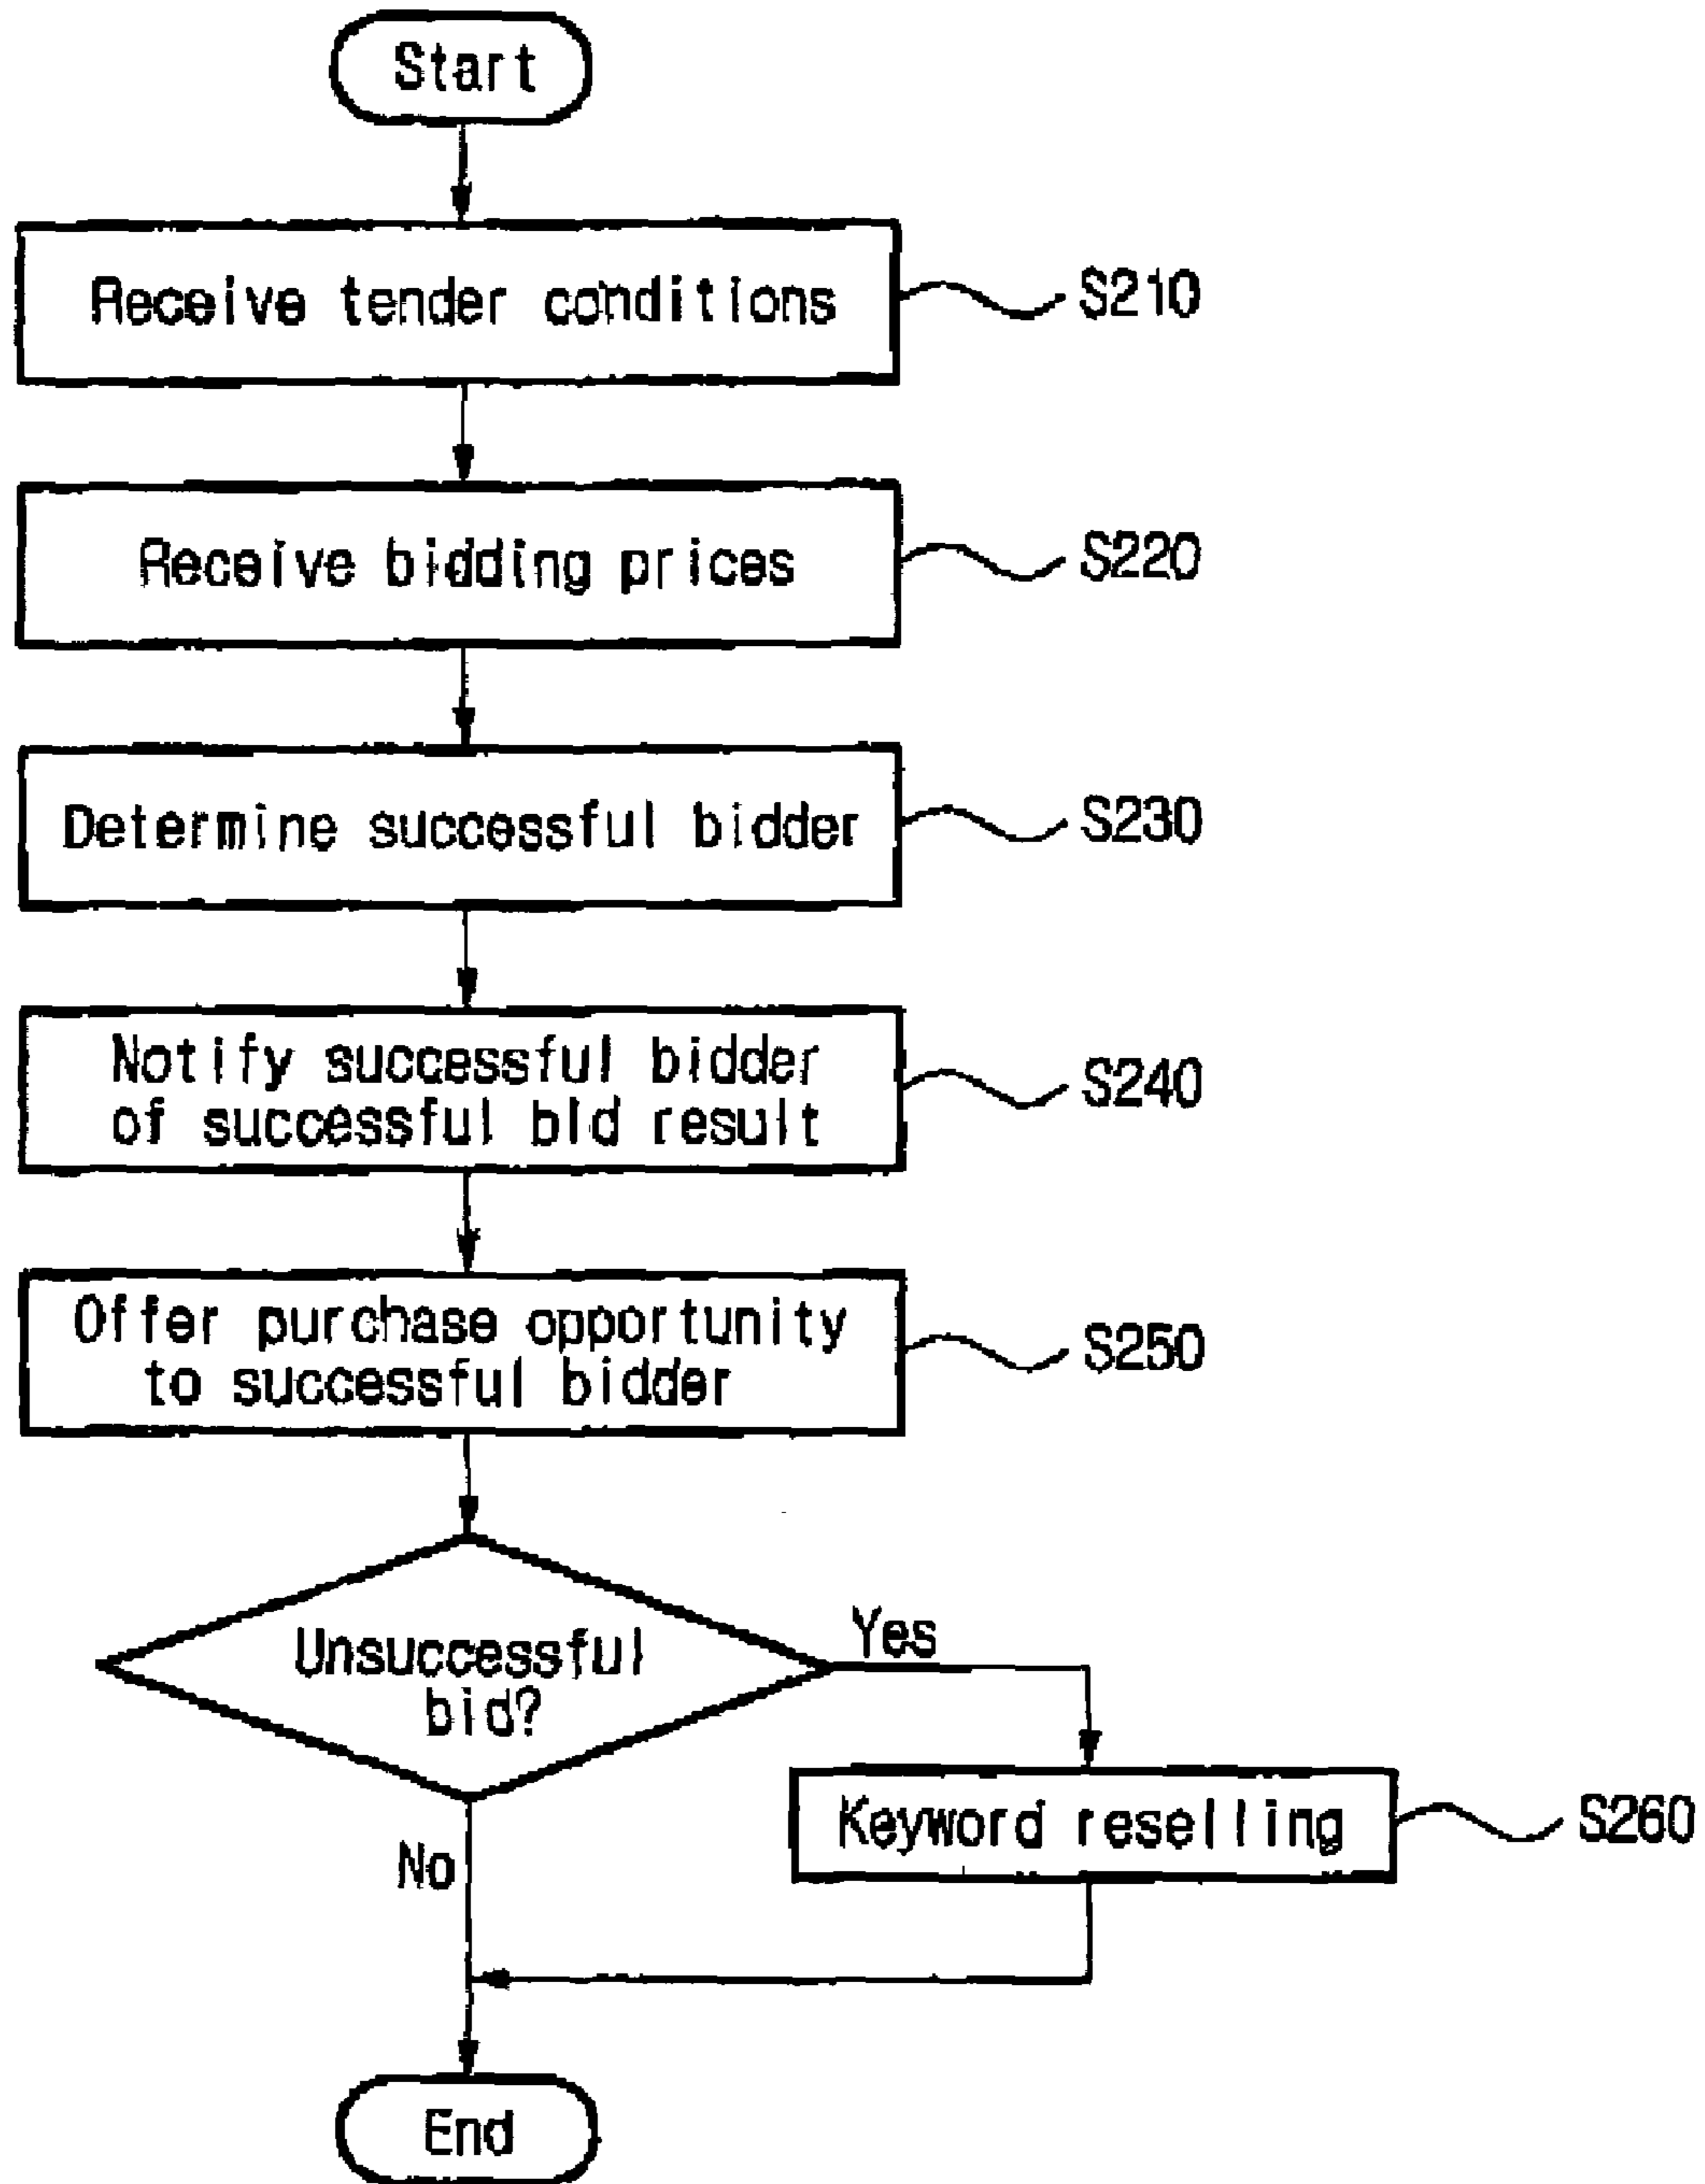 Start
Receive tender conditions
S210
Receive bidding prices
S220
Determine successful bidder
S230
Notify successful bidder
of successful bid result
S240
Offer purchase opportunity
to successful bidder
S250
Unsuccessful
bid?
Yes
No
Keyword reselling
S260
End